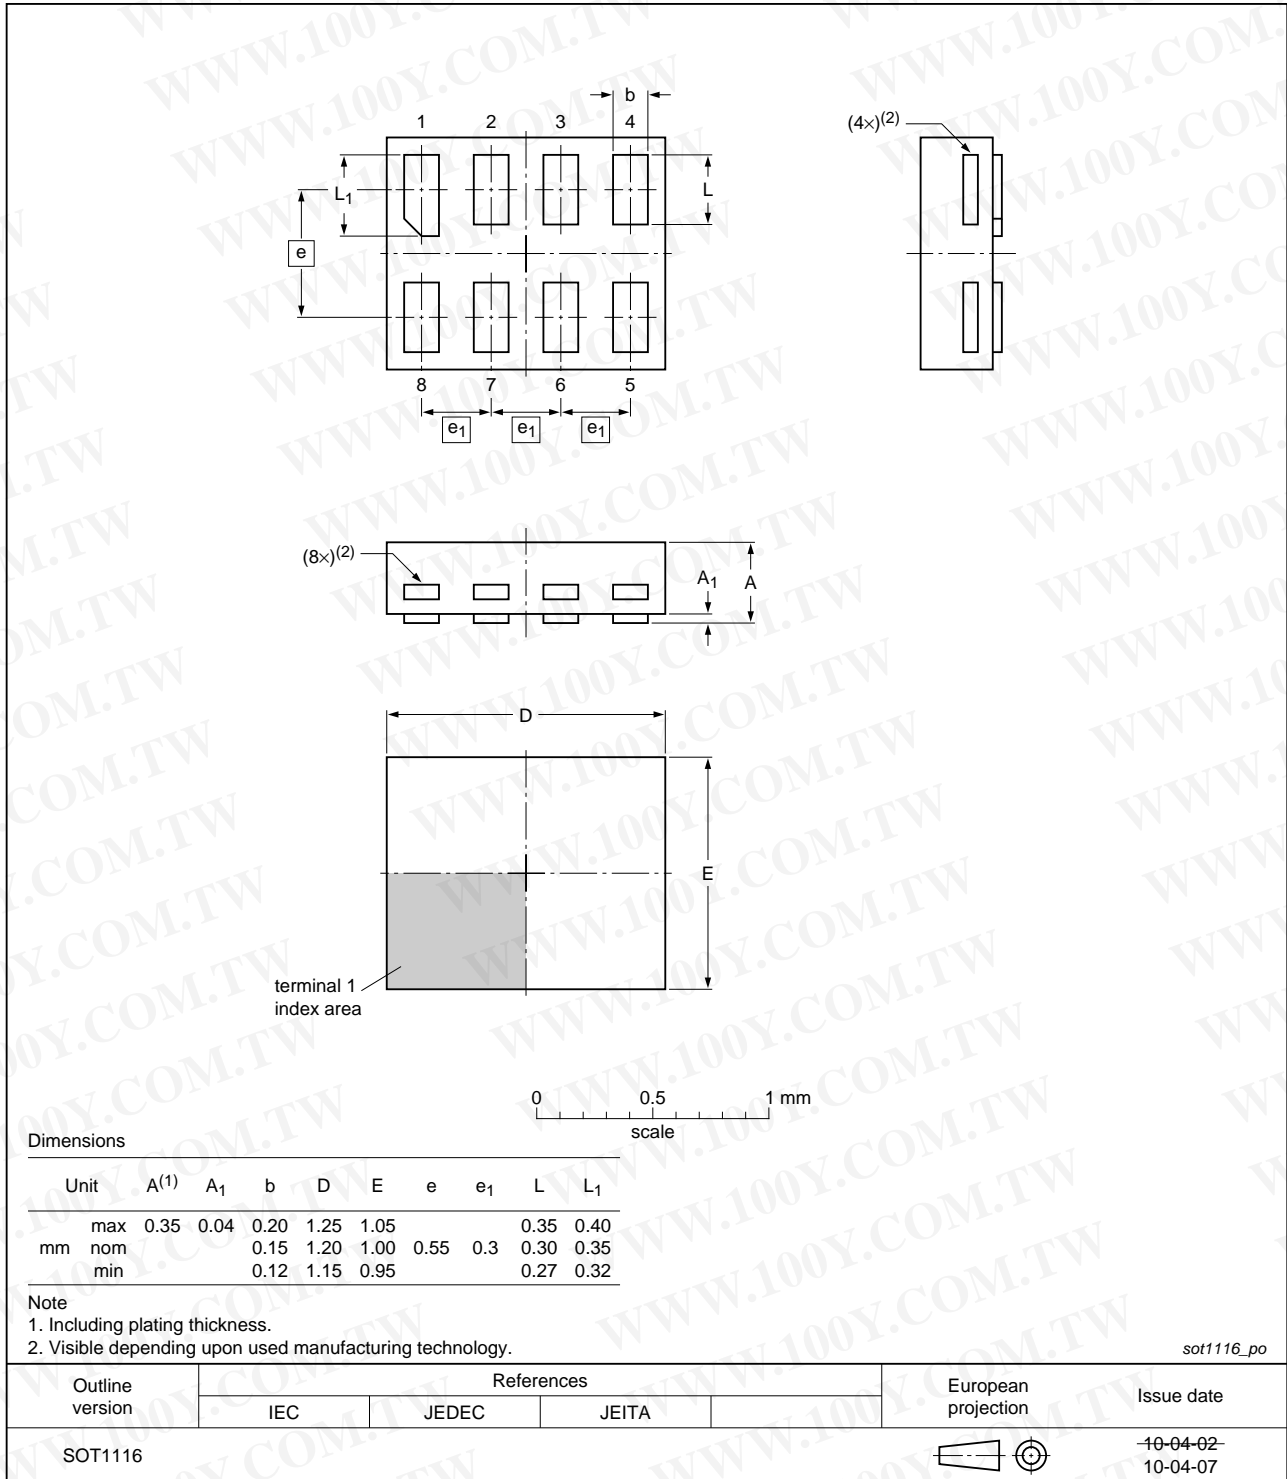 b
1 2 3 4
(4×)(2)
L1
L
e
8 7 6 5
e1 e1 e1
(8×)(2)
A1 A
D
E
terminal 1
index area
0 0.5 1 mm
scale
Dimensions
Unit A(1) A1 b D E e e1 L L1
max 0.35 0.04 0.20 1.25 1.05 0.35 0.40
mm nom 0.15 1.20 1.00 0.55 0.3 0.30 0.35
min 0.12 1.15 0.95 0.27 0.32
Note
1. Including plating thickness.
2. Visible depending upon used manufacturing technology.
sot1116_po
Outline version References European projection Issue date
IEC JEDEC JEITA
SOT1116 10-04-02
10-04-07
WWW.100Y.COM.TW